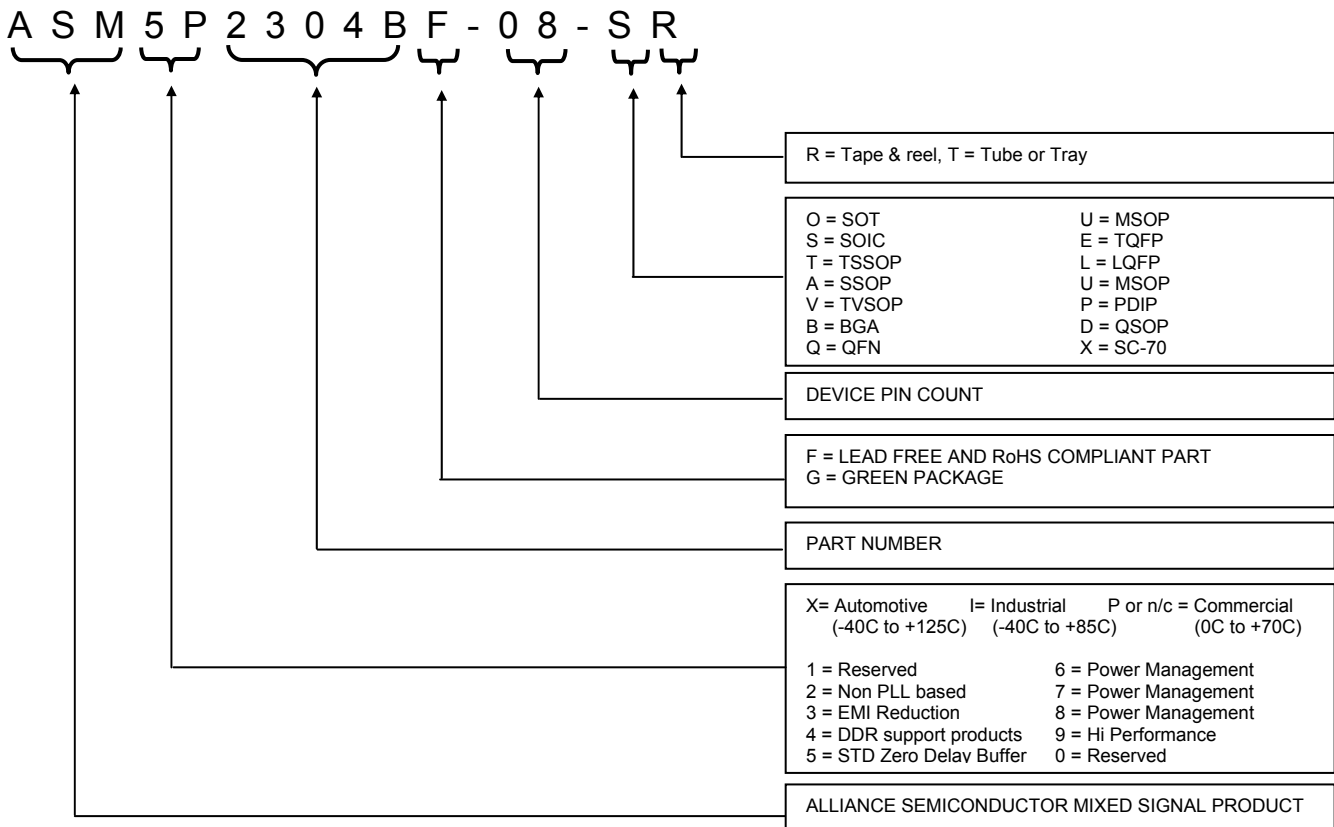 A S M 5 P 2 3 0 4 B F - 0 8 - S R
R = Tape & reel, T = Tube or Tray
O = SOT U = MSOP
S = SOIC E = TQFP
T = TSSOP L = LQFP
A = SSOP U = MSOP
V = TVSOP P = PDIP
B = BGA D = QSOP
Q = QFN X = SC-70
DEVICE PIN COUNT
F = LEAD FREE AND RoHS COMPLIANT PART
G = GREEN PACKAGE
PART NUMBER
X= Automotive I= Industrial P or n/c = Commercial
(-40C to +125C) (-40C to +85C) (0C to +70C)
1 = Reserved 6 = Power Management
2 = Non PLL based 7 = Power Management
3 = EMI Reduction 8 = Power Management
4 = DDR support products 9 = Hi Performance
5 = STD Zero Delay Buffer 0 = Reserved
ALLIANCE SEMICONDUCTOR MIXED SIGNAL PRODUCT